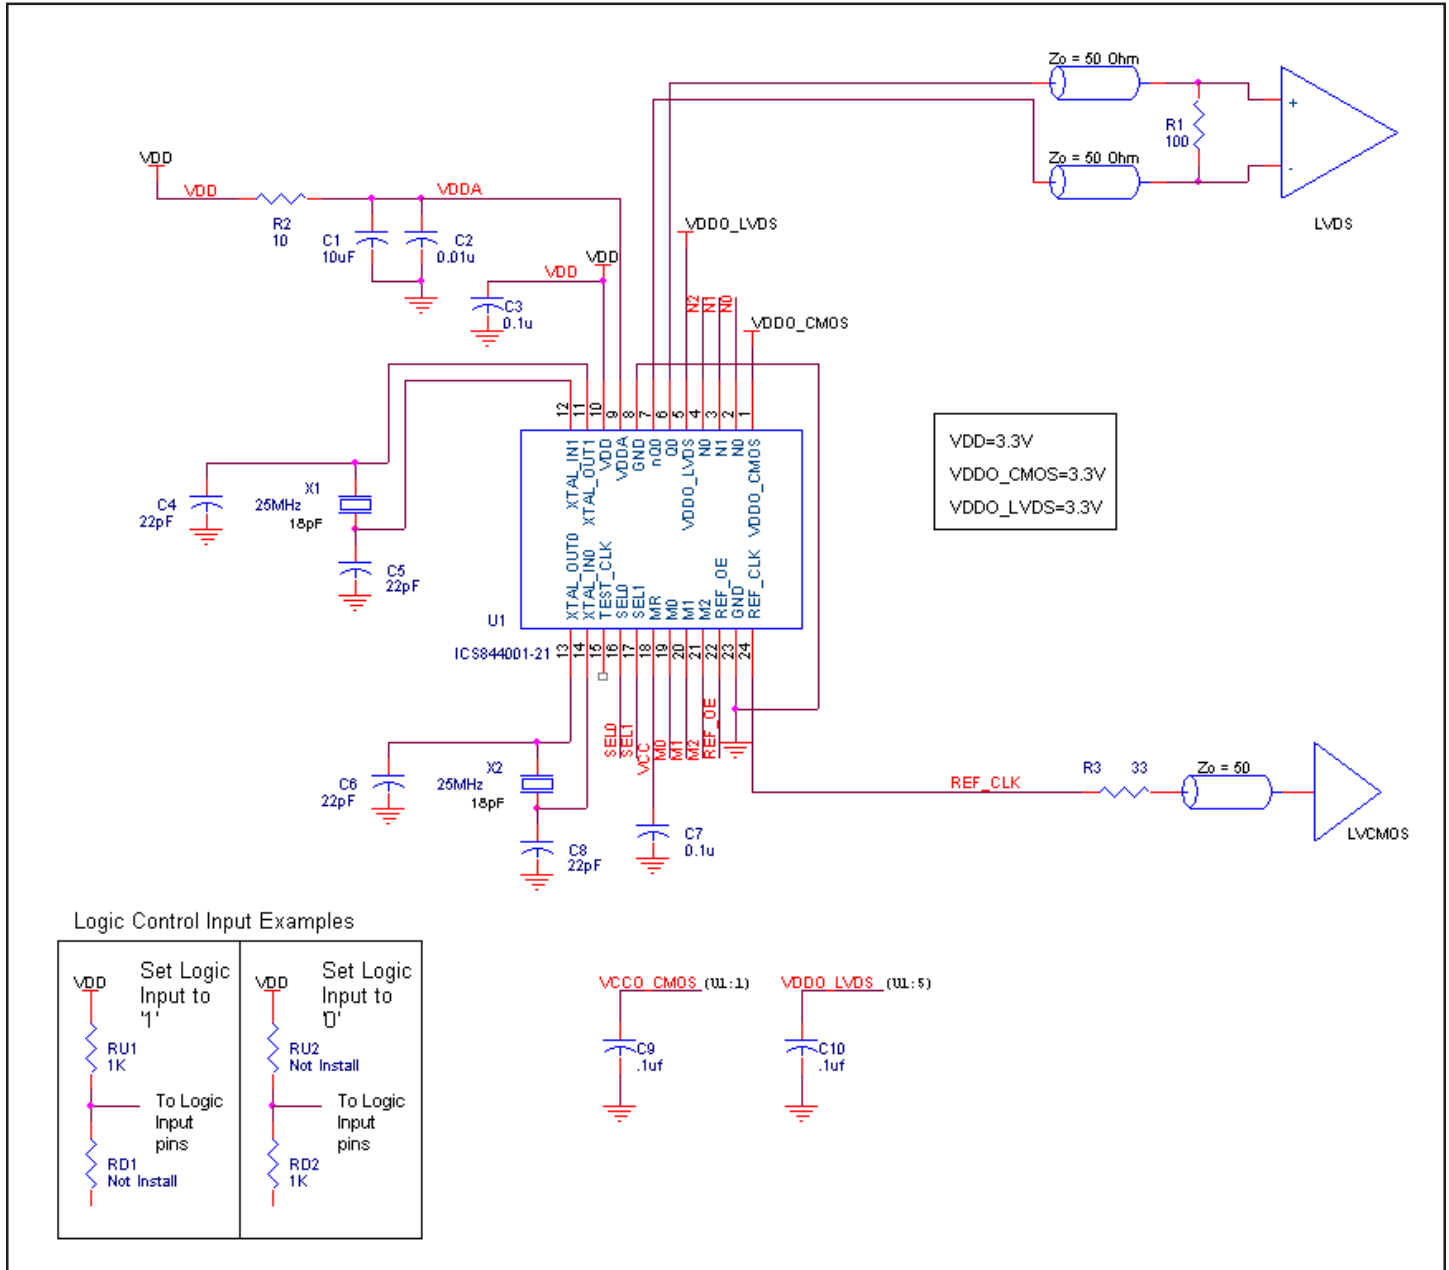 Zo = 50 Ohm
+
R1
100
Zo = 50 Ohm
-
LVDS
VDD
VDD
R2
10
VDDA
C1
10uF
C2
0.01u
VDD
VDD
C3
0.1u
VDDO_LVDS
N2
N1
N0
VDDO_CMOS
12
11
10
9
8
7
6
5
4
3
2
1
XTAL_IN1
XTAL_OUT1
VDD
VDDA
GND
nQ0
Q0
VDDO_LVDS
N0
N1
N0
VDDO_CMOS
VDD=3.3V
VDDO_CMOS=3.3V
VDDO_LVDS=3.3V
C4
22pF
X1
25MHz
18pF
C5
22pF
XTAL_OUT0
XTAL_IN0
TEST_CLK
SEL0
SEL1
MR
M0
M1
M2
REF_OE
GND
REF_CLK
U1
ICS844001-21
13
14
15
16
17
18
19
20
21
22
23
24
SEL0
SEL1
VCC
M0
M1
M2
REF_OE
C6
22pF
X2
25MHz
18pF
C8
22pF
C7
0.1u
REF_CLK
R3 33
Zo = 50
LVCMOS
Logic Control Input Examples
VDD
Set Logic
Input to
'1'
RU1
1K
To Logic
Input
pins
RD1
Not Install
VDD
Set Logic
Input to
'0'
RU2
Not Install
To Logic
Input
pins
RD2
1K
VCCO_CMOS (U1:1)
C9
.1uf
VDDO_LVDS (U1:5)
C10
.1uf